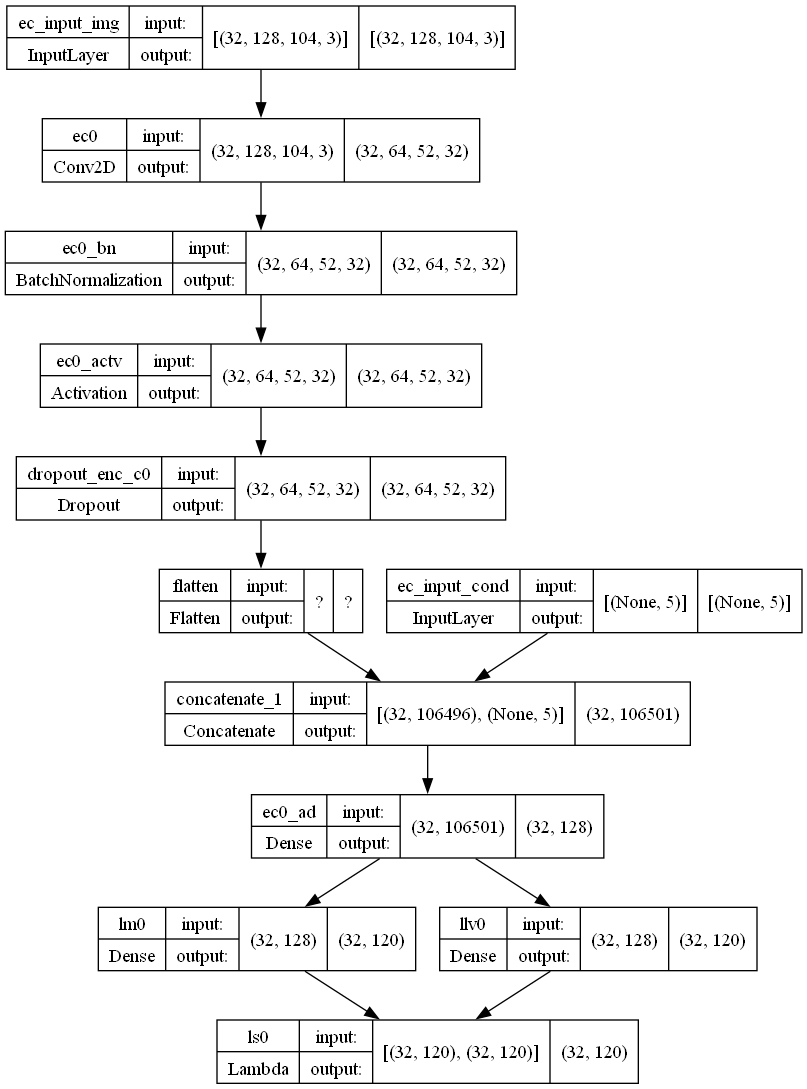 ec_input_img input: [(32, 128, 104, 3)] [(32, 128, 104, 3)]
InputLayer output:
ec0 input: (32, 128, 104, 3) (32, 64, 52, 32)
Conv2D output:
ec0_bn input: (32, 64, 52, 32) (32, 64, 52, 32)
BatchNormalization output:
ec0_actv input: (32, 64, 52, 32) (32, 64, 52, 32)
Activation output:
dropout_enc_c0 input: (32, 64, 52, 32) (32, 64, 52, 32)
Dropout output:
flatten input: ? ?
Flatten output:
ec_input_cond input: [(None, 5)] [(None, 5)]
InputLayer output:
concatenate_1 input: [(32, 106496), (None, 5)] (32, 106501)
Concatenate output:
ec0_ad input: (32, 106501) (32, 128)
Dense output:
lm0 input: (32, 128) (32, 120)
Dense output:
llv0 input: (32, 128) (32, 120)
Dense output:
ls0 input: [(32, 120), (32, 120)] (32, 120)
Lambda output: